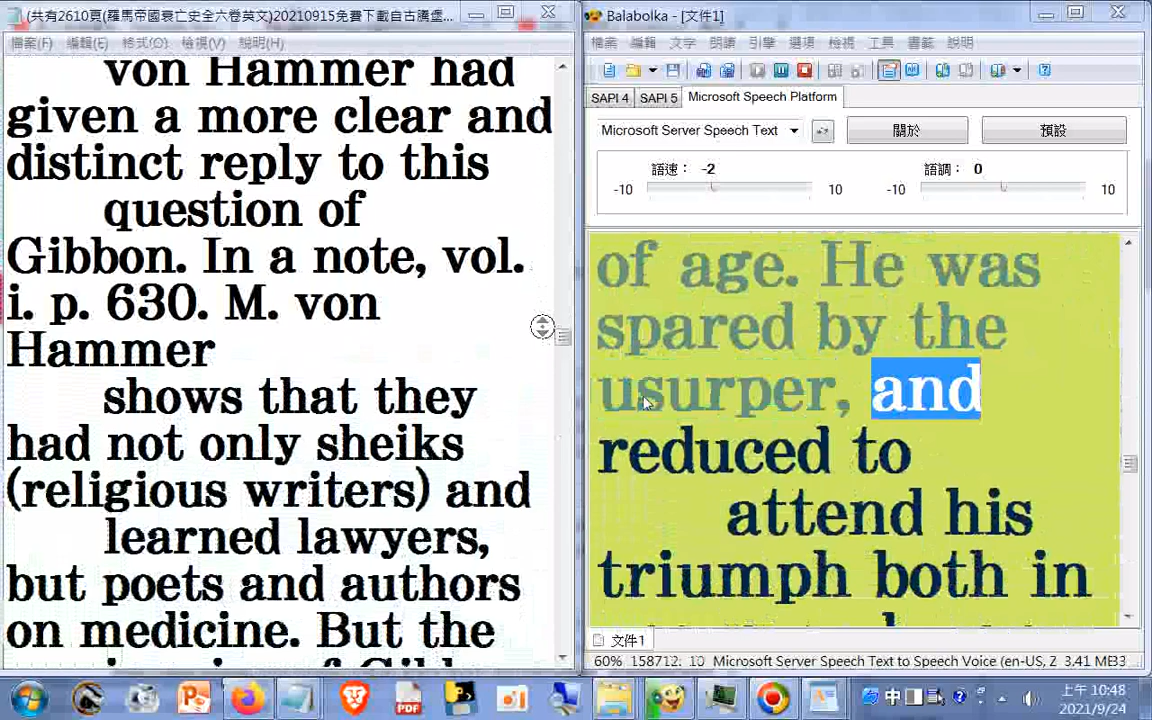 (共有2610頁(羅馬帝國衰亡史全六卷英文)20210915免費下載自古騰堡...
檔案(F) 編輯(E) 格式(O) 檢視(V) 說明(H)
von Hammer had
given a more clear and
distinct reply to this
question of
Gibbon. In a note, vol.
i. p. 630. M. von
Hammer
shows that they
had not only sheiks
(religious writers) and
learned lawyers,
but poets and authors
on medicine. But the
Balabolka - [文件1]
檔案 編輯 文字 朗讀 引擎 選項 檢視 工具 書籤 說明
SAPI 4 SAPI 5 Microsoft Speech Platform
Microsoft Server Speech Text 關於 預設
語速： -2 語調： 0
-10 10 -10 10
of age. He was
spared by the
usurper, and
reduced to
attend his
triumph both in
文件1
60% 158712: 10 Microsoft Server Speech Text to Speech Voice (en-US, Z 3.41 MB
中 上午 10:48
2021/9/24